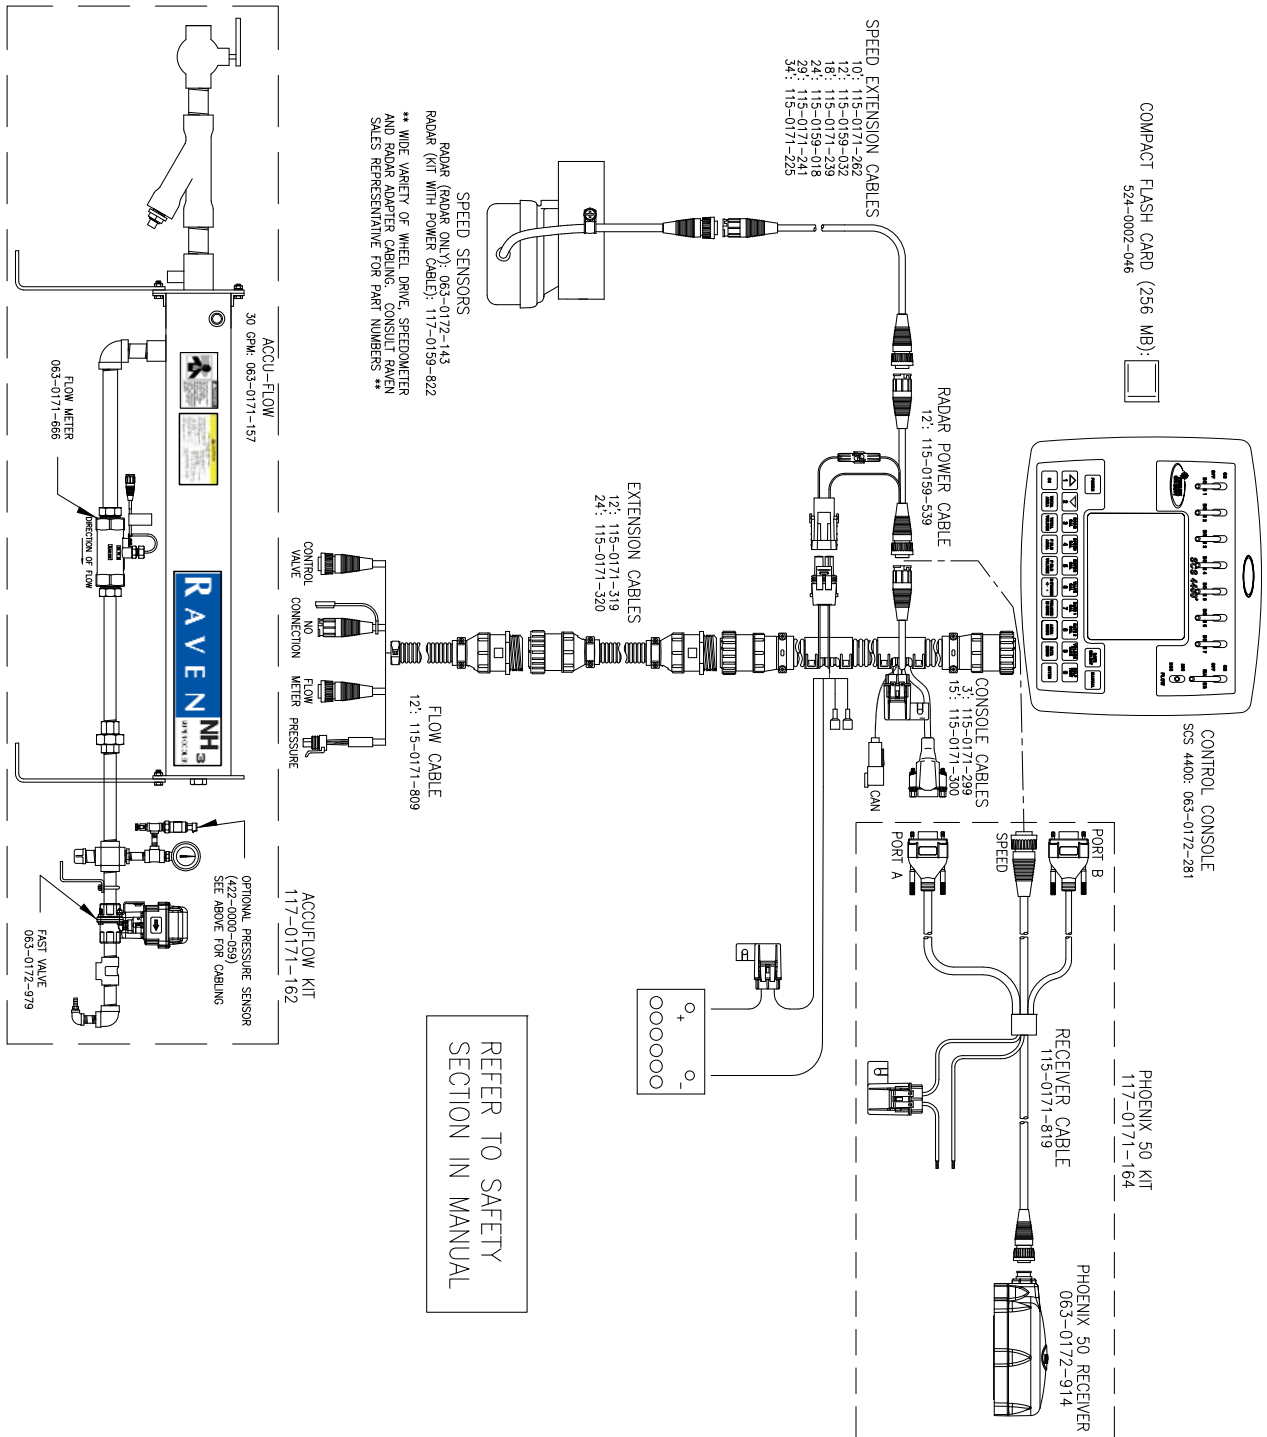 COMPACT FLASH CARD (256 MB):
524-0002-046
CONTROL CONSOLE
SCS 4400: 063-0172-281
SCS 4400
SPEED EXTENSION CABLES
10': 115-0171-262
12': 115-0159-032
18': 115-0171-239
24': 115-0159-018
29': 115-0171-241
34': 115-0171-225
RADAR POWER CABLE
12': 115-0159-539
CONSOLE CABLES
3': 115-0171-299
15': 115-0171-300
CAN
PORT B
SPEED
PORT A
PHOENIX 50 KIT
117-0171-164
RECEIVER CABLE
115-0171-819
PHOENIX 50 RECEIVER
063-0172-914
SPEED SENSORS
RADAR (RADAR ONLY): 063-0172-143
RADAR (KIT WITH POWER CABLE): 117-0159-822
** WIDE VARIETY OF WHEEL DRIVE, SPEEDOMETER
AND RADAR ADAPTER CABLING. CONSULT RAVEN
SALES REPRESENTATIVE FOR PART NUMBERS **
EXTENSION CABLES
12': 115-0171-319
24': 115-0171-320
+ -
FLOW CABLE
12': 115-0171-809
CONTROL
VALVE
NO
CONNECTION
FLOW
METER
PRESSURE
REFER TO SAFETY
SECTION IN MANUAL
ACCU-FLOW
30 GPM: 063-0171-157
FLOW METER
063-0171-666
DIRECTION OF FLOW
RAVEN
NH3
ACCUFLOW KIT
117-0171-162
OPTIONAL PRESSURE SENSOR
(422-0000-059)
SEE ABOVE FOR CABLING
FAST VALVE
063-0172-979